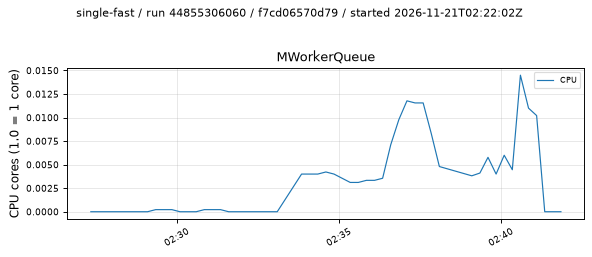 single-fast / run 44855306060 / f7cd06570d79 / started 2026-11-21T02:22:02Z
MWorkerQueue
CPU cores (1.0 = 1 core)
0.0150
0.0125
0.0100
0.0075
0.0050
0.0025
0.0000
CPU
02:30
02:35
02:40